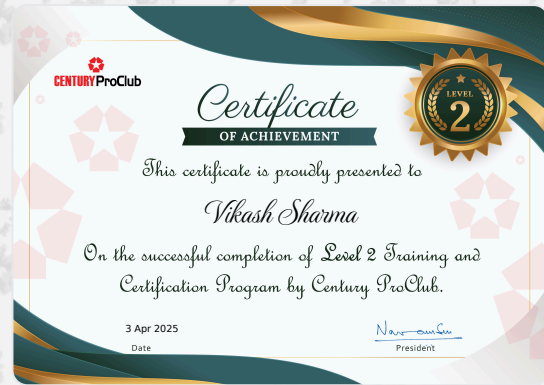 CENTURY ProClub
LEVEL
2
Certificate
OF ACHIEVEMENT
This certificate is proudly presented to
Vikash Sharma
On the successful completion of Level 2 Training and
Certification Program by Century ProClub.
3 Apr 2025
Date
President